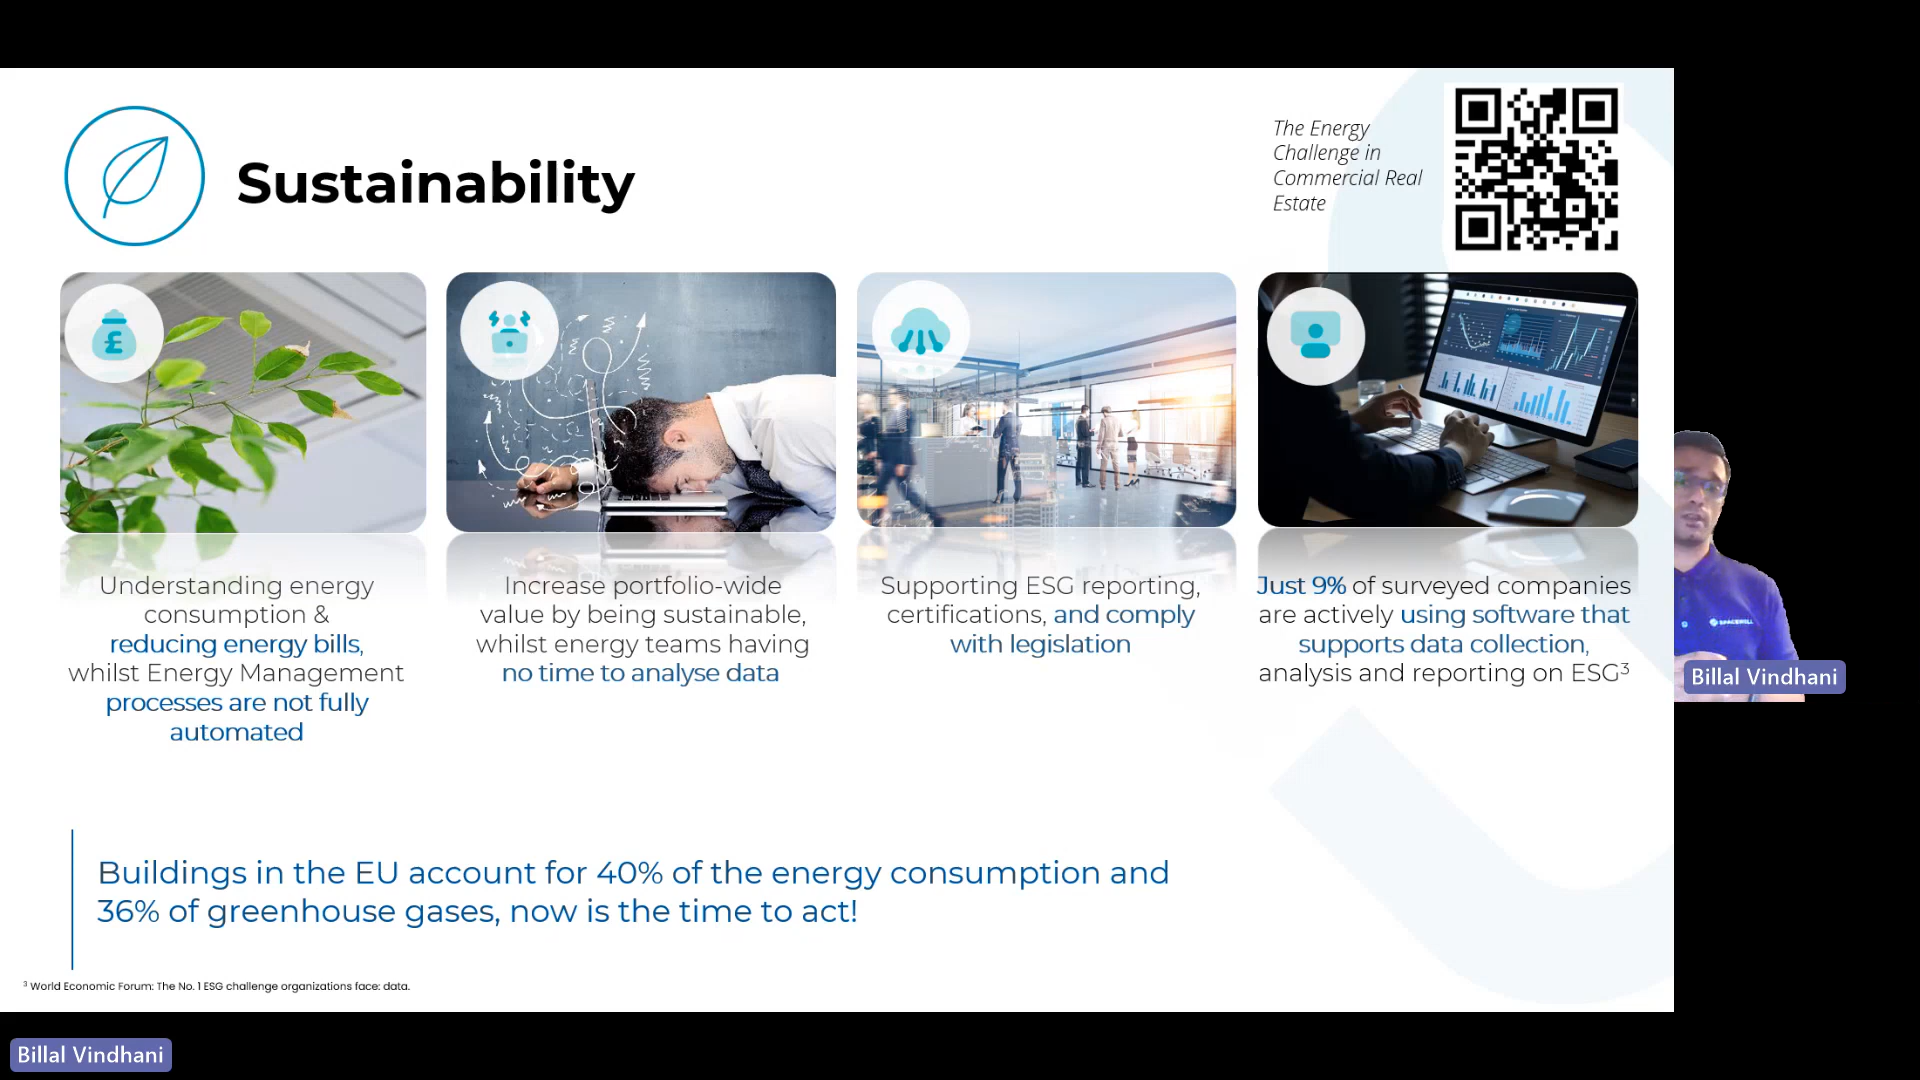 Sustainability
The Energy
Challenge in
Commercial Real
Estate
£
Understanding energy
consumption &
reducing energy bills,
whilst Energy Management
processes are not fully
automated
Increase portfolio-wide
value by being sustainable,
whilst energy teams having
no time to analyse data
Supporting ESG reporting,
certifications, and comply
with legislation
Just 9% of surveyed companies
are actively using software that
supports data collection,
analysis and reporting on ESG³
SPACEWELL
Billal Vindhani
Buildings in the EU account for 40% of the energy consumption and
36% of greenhouse gases, now is the time to act!
³ World Economic Forum: The No. 1 ESG challenge organizations face: data.
Billal Vindhani